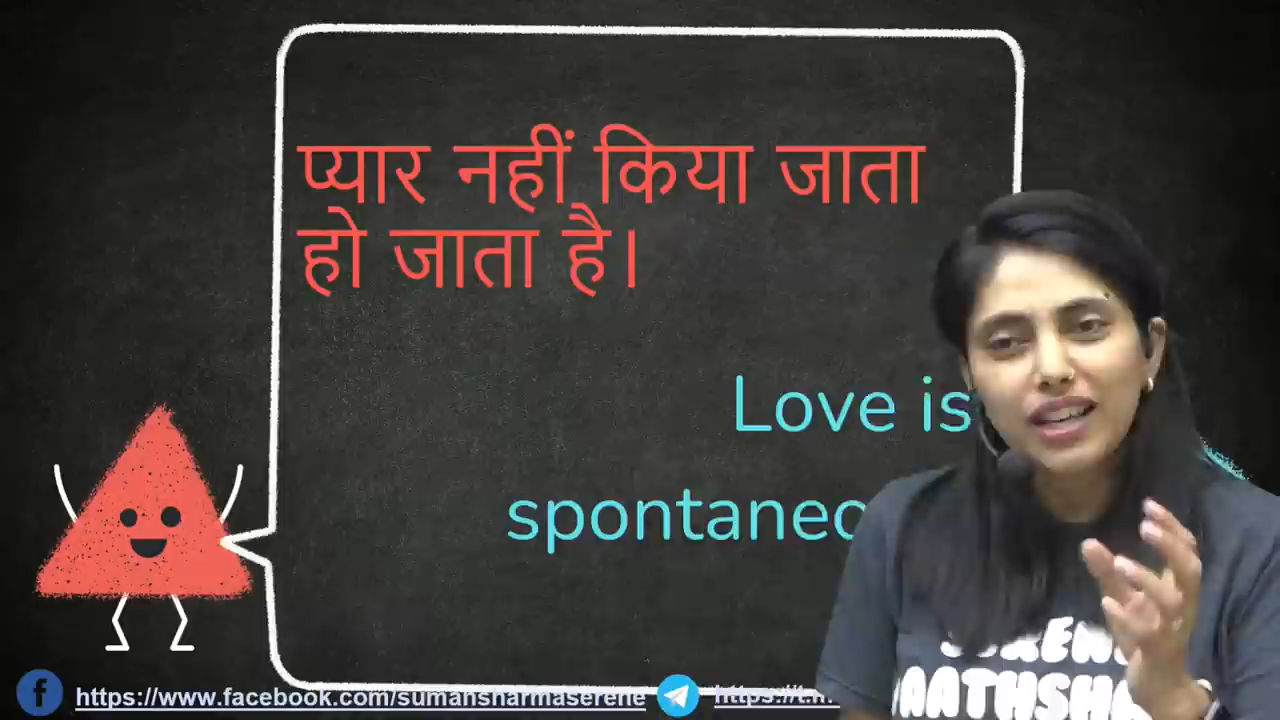 प्यार नहीं किया जाता
हो जाता है।
Love is
https://www.facebook.com/sumansharmaserene